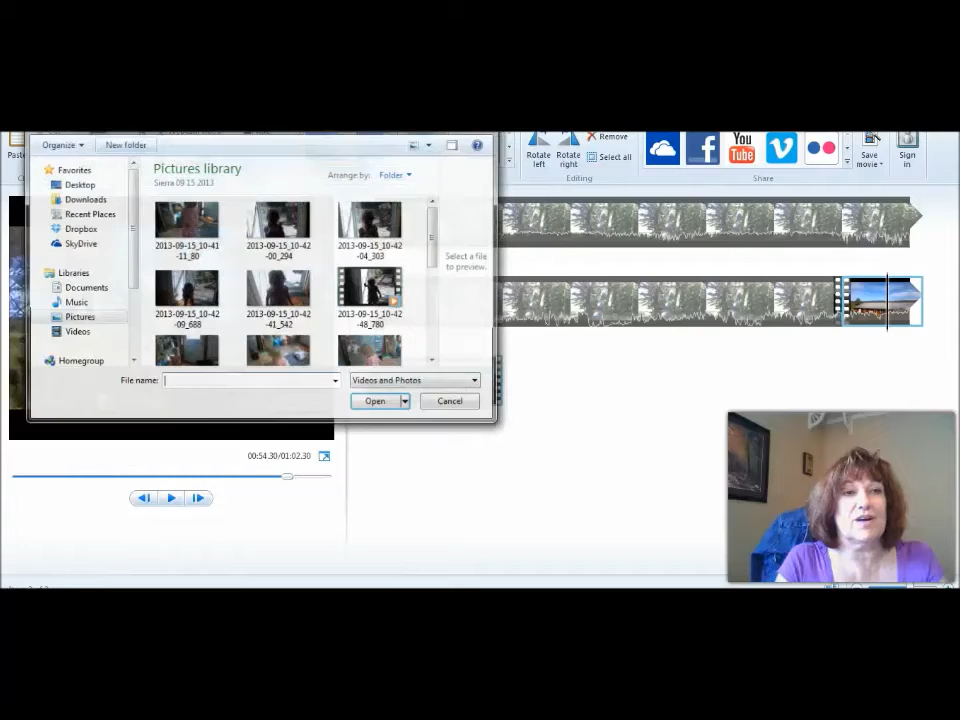 Organize
New folder
Favorites
Desktop
Downloads
Recent Places
Dropbox
SkyDrive
Libraries
Documents
Music
Pictures
Videos
Homegroup
Pictures library
Sierra 09 15 2013
Arrange by: Folder
2013-09-15_10-41
-11_80
2013-09-15_10-42
-00_294
2013-09-15_10-42
-04_303
2013-09-15_10-42
-09_688
2013-09-15_10-42
-41_542
2013-09-15_10-42
-48_780
Select a file
to preview.
File name:
Videos and Photos
Open
Cancel
Paste
Rotate
left
Rotate
right
Remove
Select all
Editing
f
You
Tube
V
Share
Save
movie
Sign
in
00:54.30/01:02.30